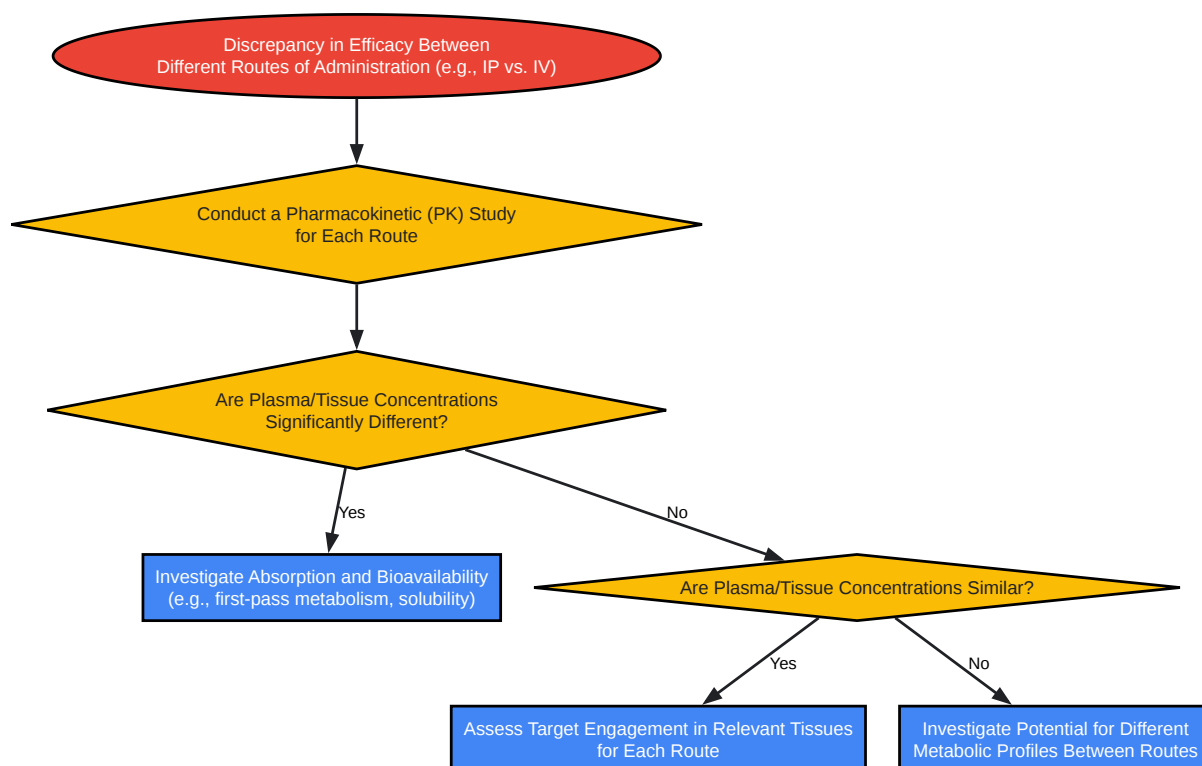 Discrepancy in Efficacy Between
Different Routes of Administration (e.g., IP vs. IV)
Conduct a Pharmacokinetic (PK) Study
for Each Route
Are Plasma/Tissue Concentrations
Significantly Different?
Yes
No
Investigate Absorption and Bioavailability
(e.g., first-pass metabolism, solubility)
Are Plasma/Tissue Concentrations Similar?
Yes
No
Assess Target Engagement in Relevant Tissues
for Each Route
Investigate Potential for Different
Metabolic Profiles Between Routes